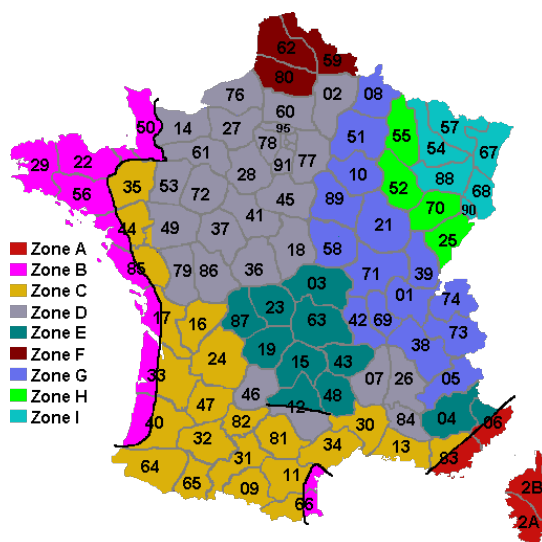 62 59
80
76 02 08
60
50 14 27 95 51 55 57
78 54 67
61 77
29 22 91
56 35 53 28 10 52 88 68
72 45 89 70 90
44 49 37 41 21 25
18 58
85 79 86 36 71 39
03 01 74
17 16 87 23 63 42 69 73
38
33 24 19 15 43
46 48 07 26 05
40 47 12 84 04 06
82 30
32 81 34 13 83
64 31
65 09 11
66
2B
2A
Zone A
Zone B
Zone C
Zone D
Zone E
Zone F
Zone G
Zone H
Zone I